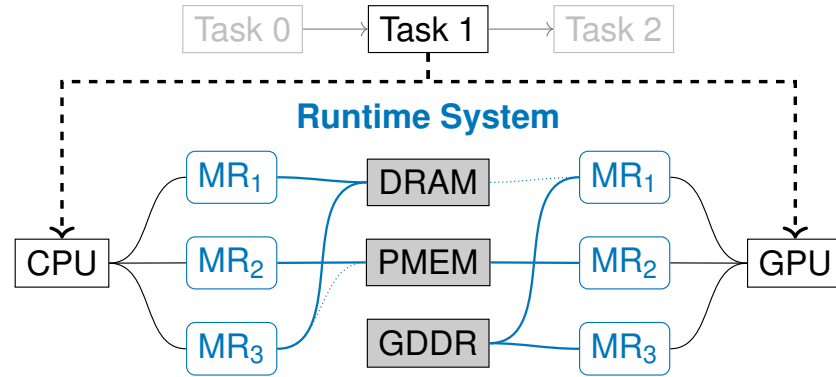 Task 0 Task 1 Task 2
Runtime System
MR1 DRAM MR1
CPU MR2 PMEM MR2 GPU
MR3 GDDR MR3